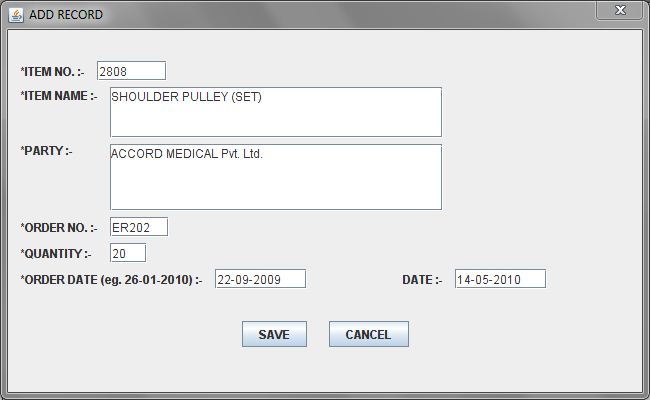 ADD RECORD
*ITEM NO. :- 2808
*ITEM NAME :- SHOULDER PULLEY (SET)
*PARTY :- ACCORD MEDICAL Pvt. Ltd.
*ORDER NO. :- ER202
*QUANTITY :- 20
*ORDER DATE (eg. 26-01-2010) :- 22-09-2009 DATE :- 14-05-2010
SAVE CANCEL